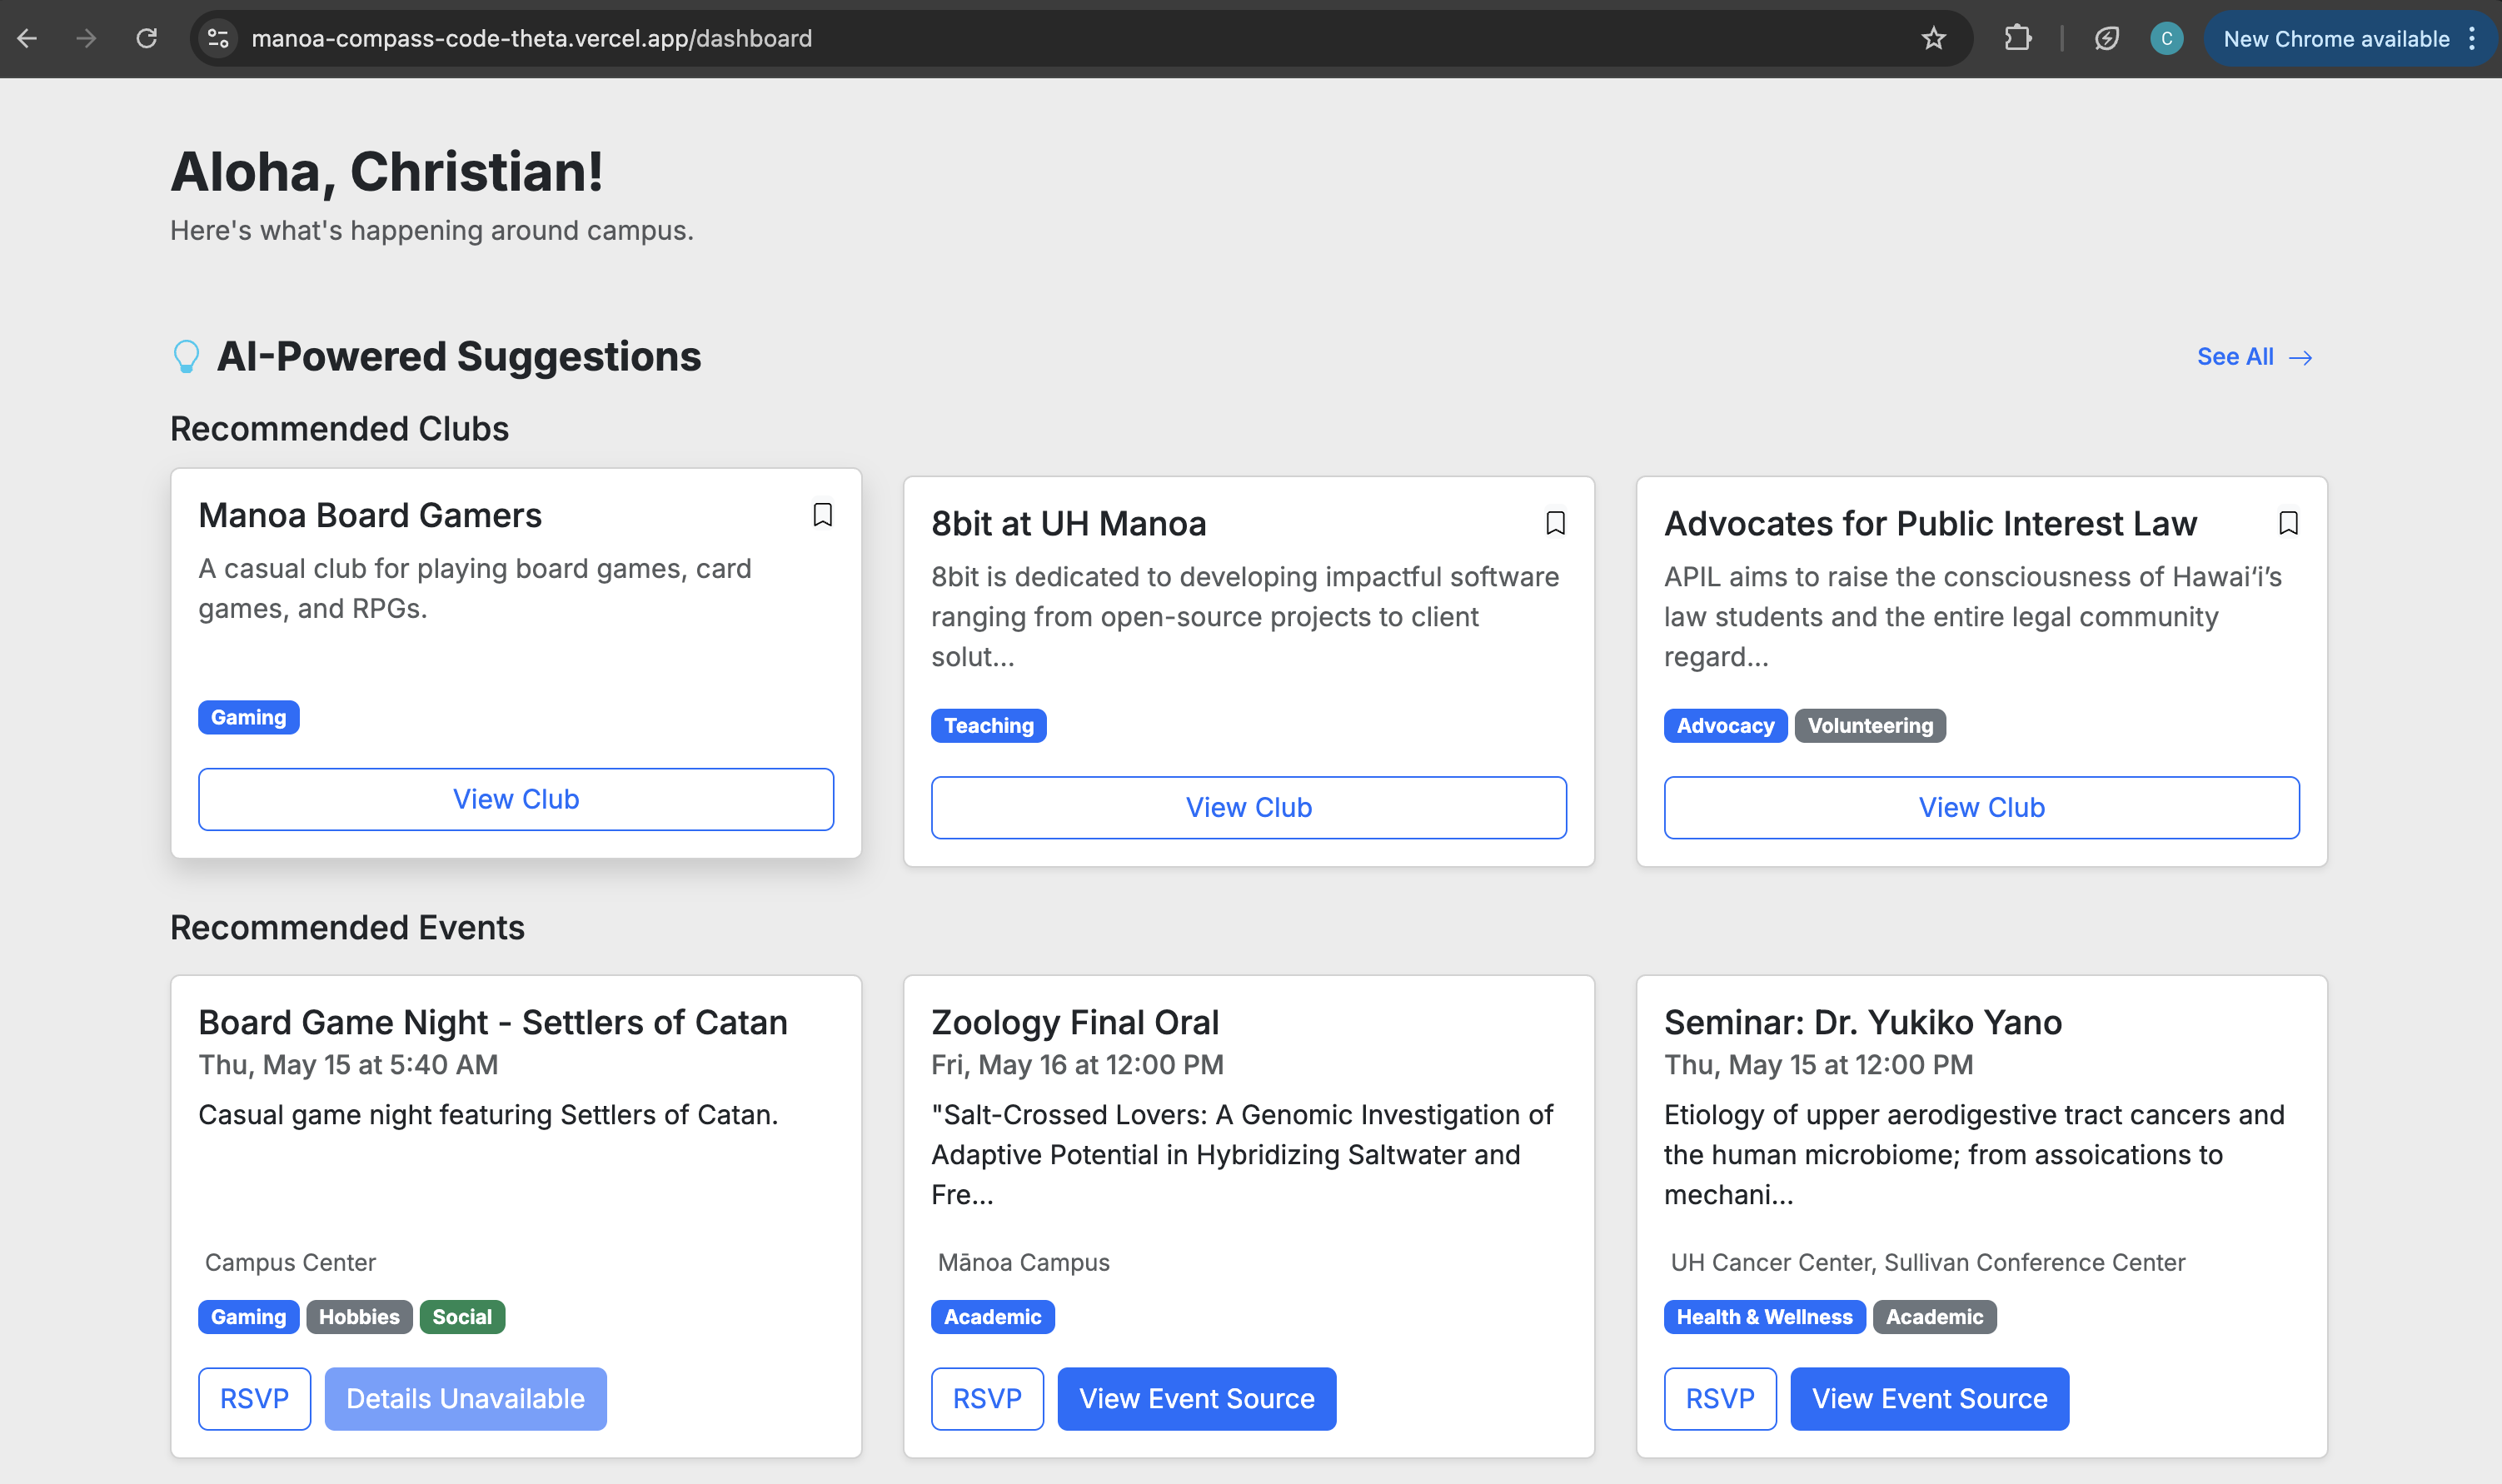 manoa-compass-code-theta.vercel.app/dashboard
C
New Chrome available
Aloha, Christian!
Here's what's happening around campus.
AI-Powered Suggestions
See All →
Recommended Clubs
Manoa Board Gamers
A casual club for playing board games, card
games, and RPGs.
Gaming
View Club
8bit at UH Manoa
8bit is dedicated to developing impactful software
ranging from open-source projects to client
solut...
Teaching
View Club
Advocates for Public Interest Law
APIL aims to raise the consciousness of Hawai‘i’s
law students and the entire legal community
regard...
Advocacy Volunteering
View Club
Recommended Events
Board Game Night - Settlers of Catan
Thu, May 15 at 5:40 AM
Casual game night featuring Settlers of Catan.
Campus Center
Gaming Hobbies Social
RSVP Details Unavailable
Zoology Final Oral
Fri, May 16 at 12:00 PM
"Salt-Crossed Lovers: A Genomic Investigation of
Adaptive Potential in Hybridizing Saltwater and
Fre...
Mānoa Campus
Academic
RSVP View Event Source
Seminar: Dr. Yukiko Yano
Thu, May 15 at 12:00 PM
Etiology of upper aerodigestive tract cancers and
the human microbiome; from assoications to
mechani...
UH Cancer Center, Sullivan Conference Center
Health & Wellness Academic
RSVP View Event Source